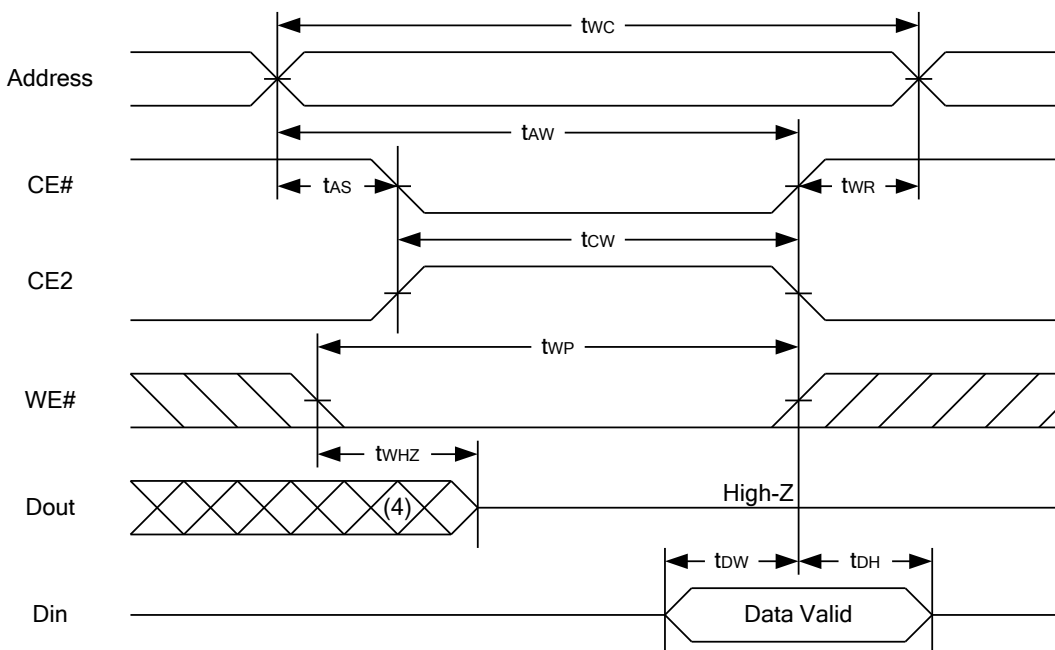 tWC
Address
tAW
CE#
tAS
tWR
tCW
CE2
tWP
WE#
tWHZ
Dout
(4)
High-Z
tDW
tDH
Din
Data Valid